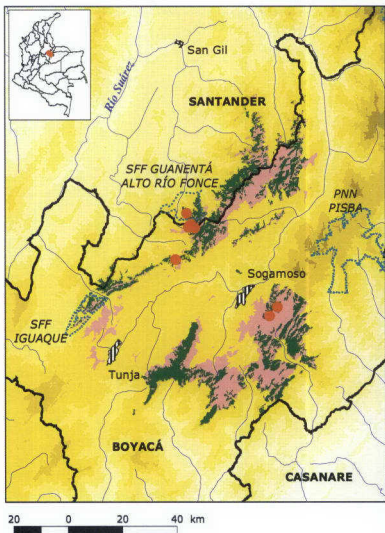 San Gil
Río Suárez
SANTANDER
SFF GUANENTÁ
ALTO RÍO FONCE
PNN
PISBA
Sogamoso
SFF
IGUAQUE
Tunja
BOYACÁ
CASANARE
20 0 20 40 km